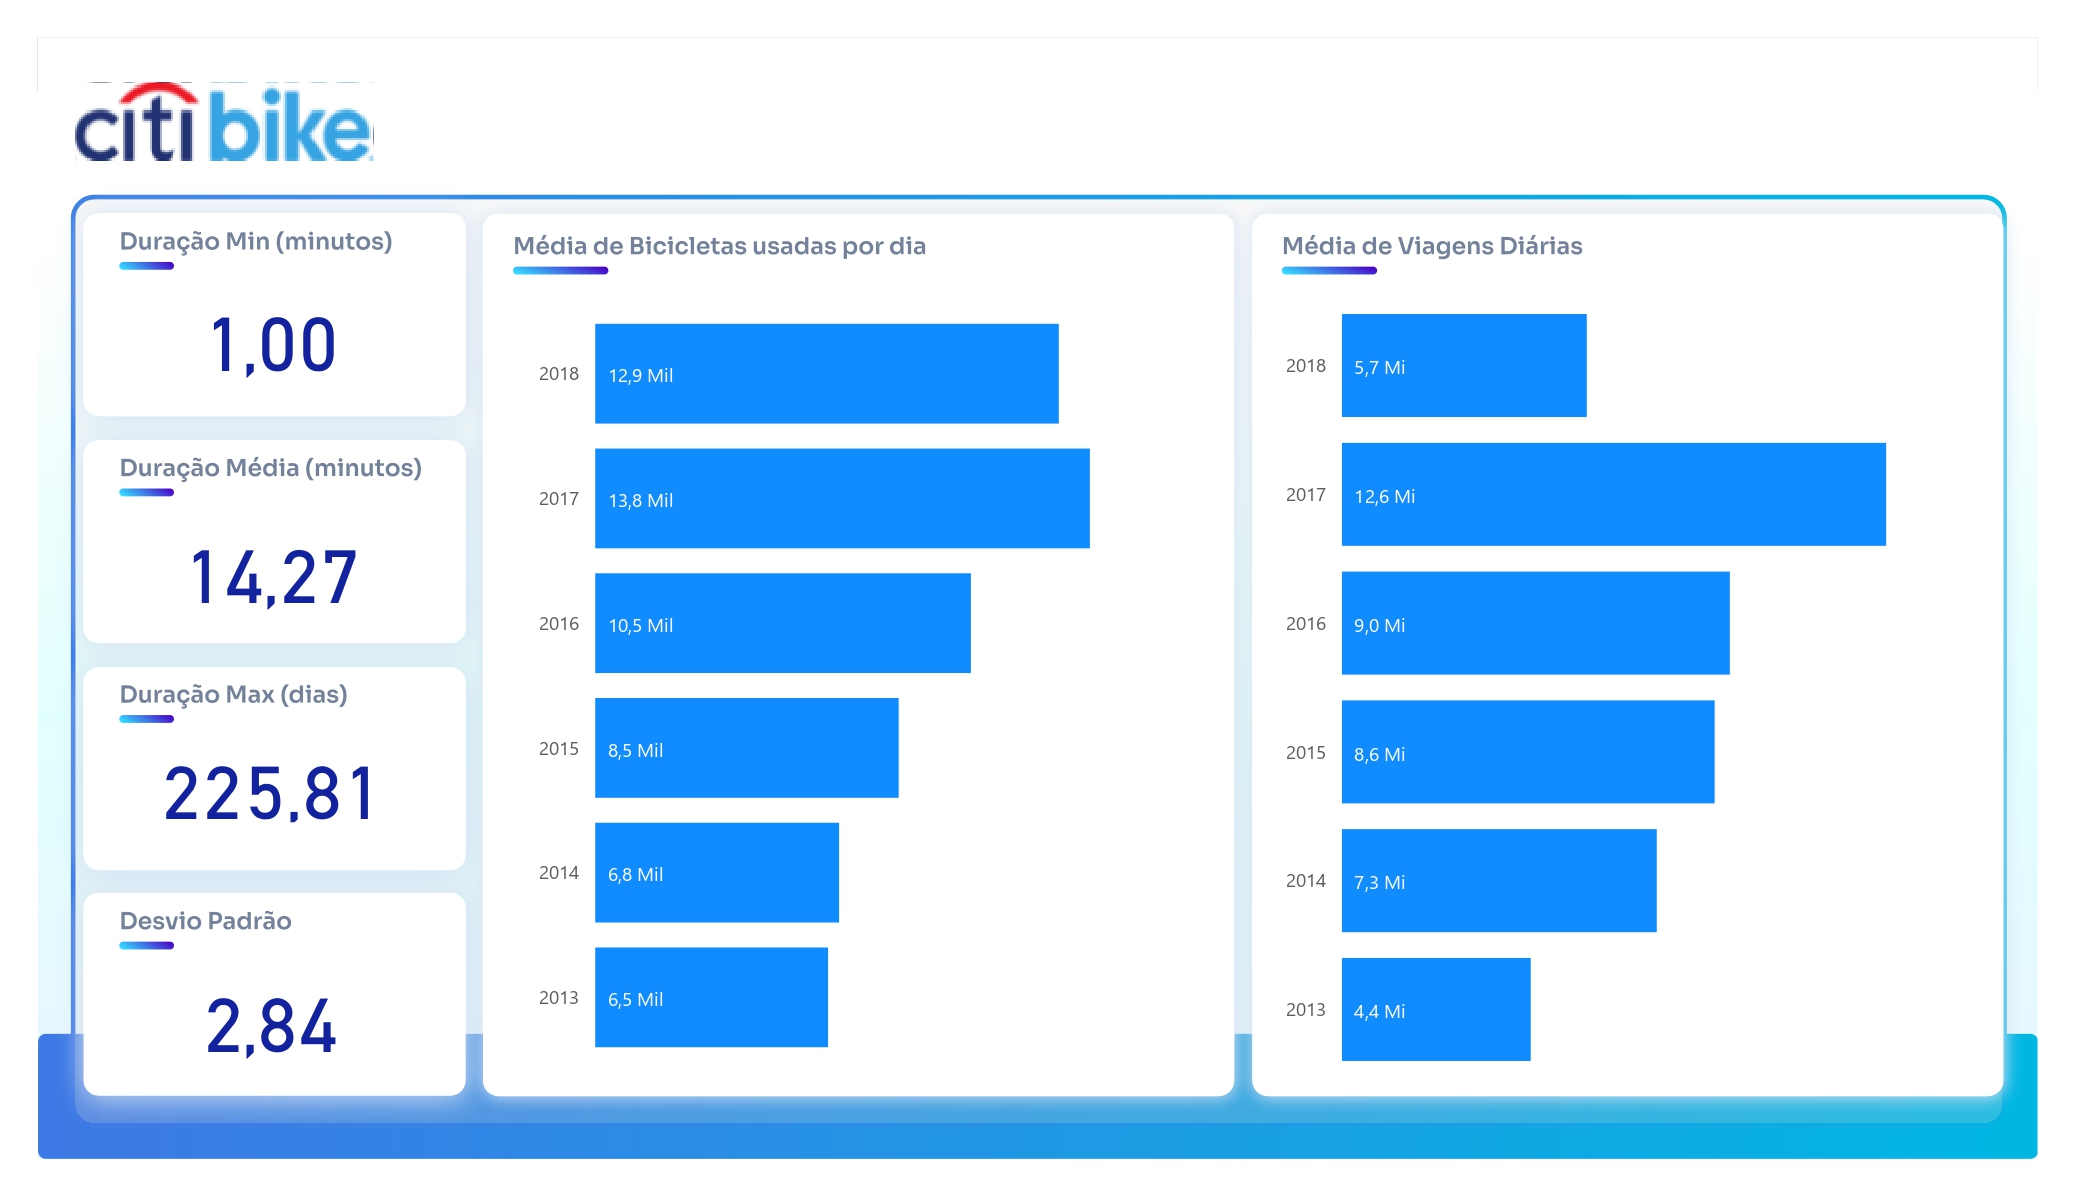 citi bike
Duração Min (minutos)
1,00
Duração Média (minutos)
14,27
Duração Max (dias)
225,81
Desvio Padrão
2,84
Média de Bicicletas usadas por dia
2018 12,9 Mil
2017 13,8 Mil
2016 10,5 Mil
2015 8,5 Mil
2014 6,8 Mil
2013 6,5 Mil
Média de Viagens Diárias
2018 5,7 Mi
2017 12,6 Mi
2016 9,0 Mi
2015 8,6 Mi
2014 7,3 Mi
2013 4,4 Mi